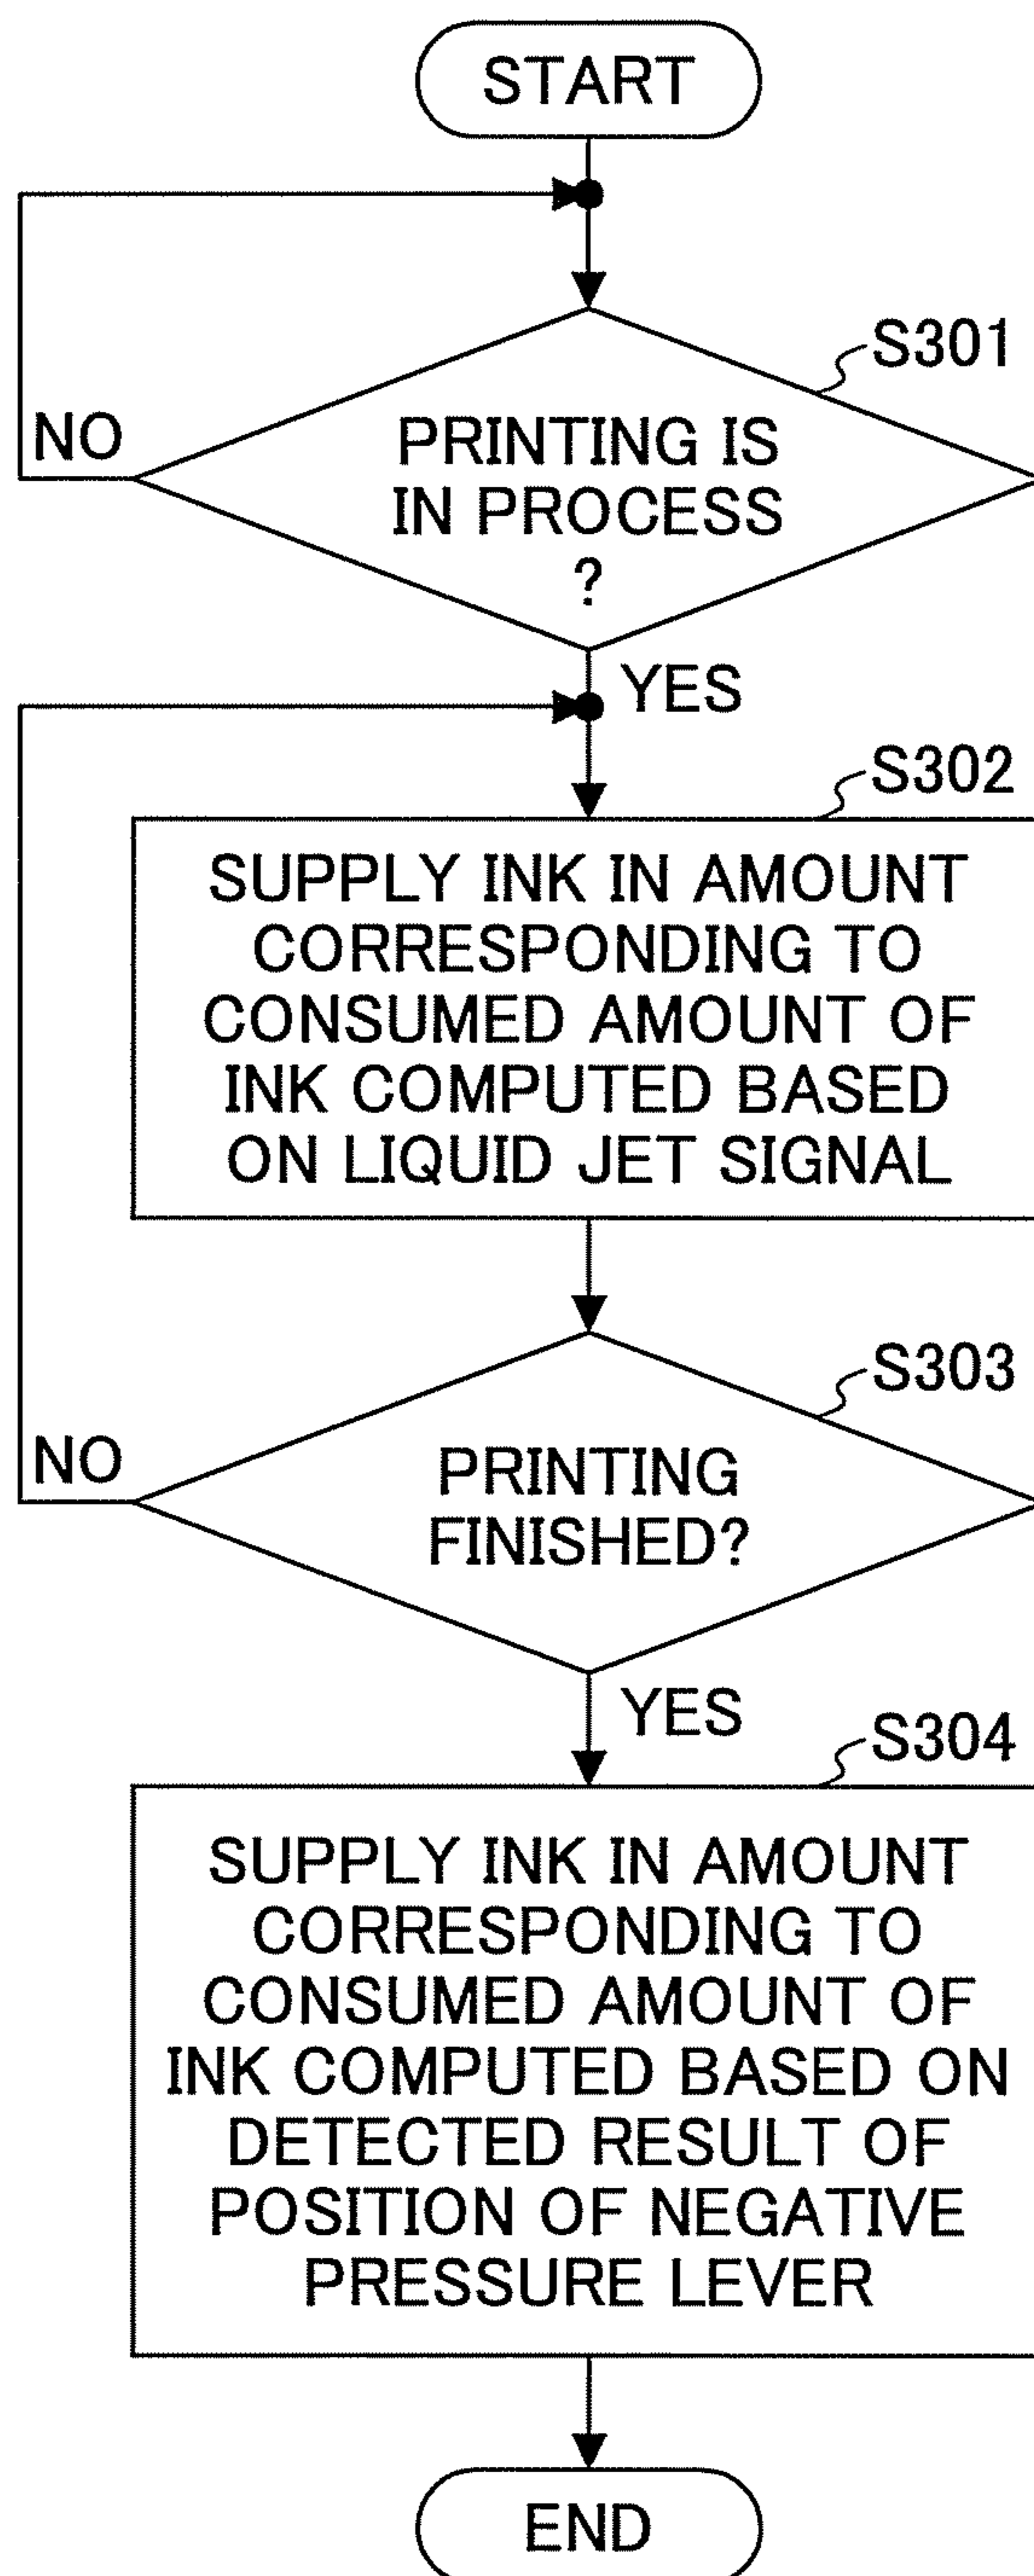 START
S301
NO
PRINTING IS
IN PROCESS
?
YES
S302
SUPPLY INK IN AMOUNT
CORRESPONDING TO
CONSUMED AMOUNT OF
INK COMPUTED BASED
ON LIQUID JET SIGNAL
S303
NO
PRINTING
FINISHED?
YES
S304
SUPPLY INK IN AMOUNT
CORRESPONDING TO
CONSUMED AMOUNT OF
INK COMPUTED BASED ON
DETECTED RESULT OF
POSITION OF NEGATIVE
PRESSURE LEVER
END